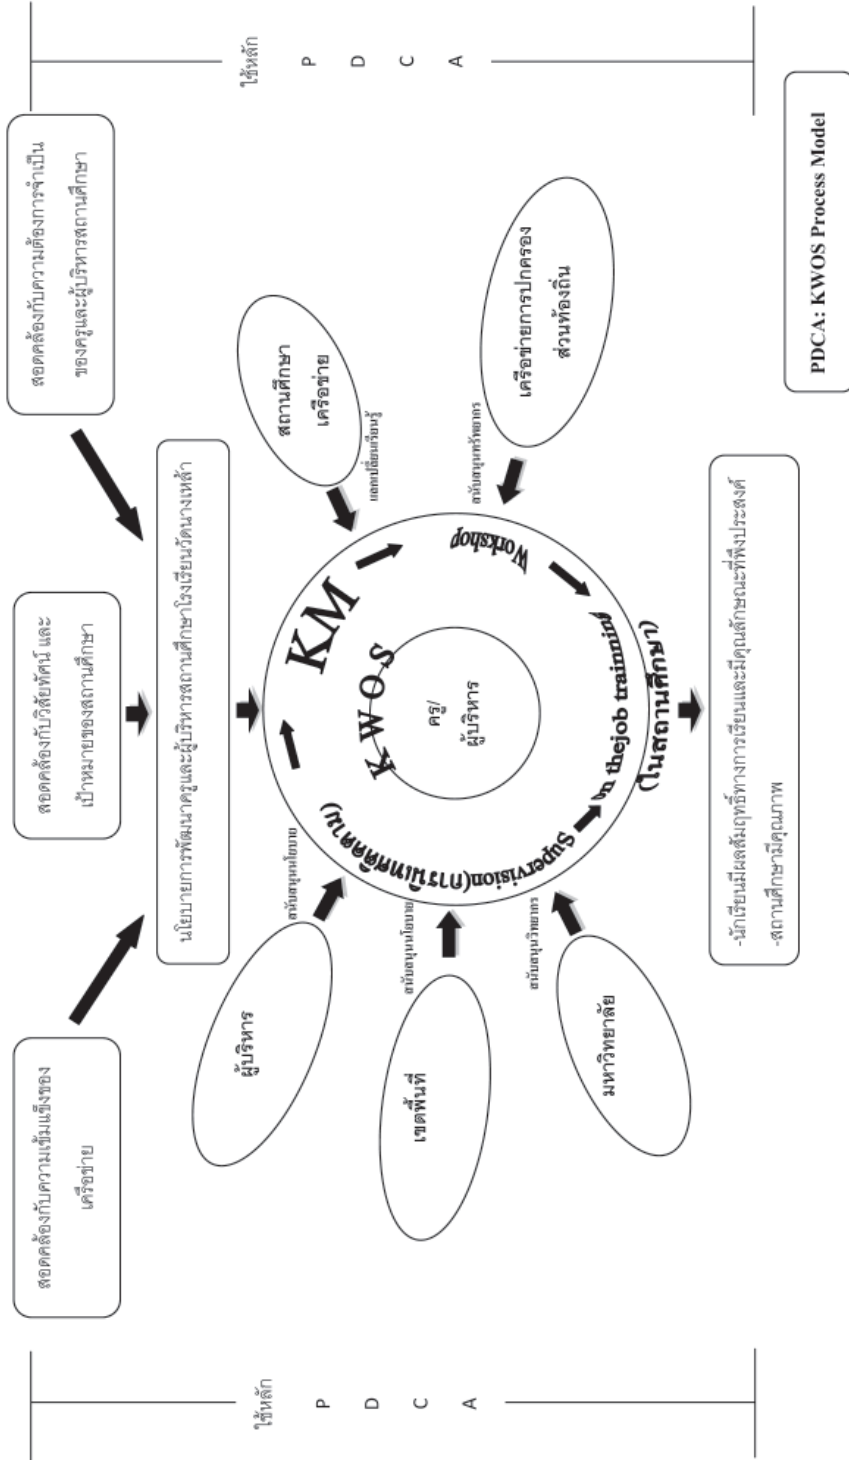 สอดคล้องกับความเข้มแข็งของ
เครือข่าย
สอดคล้องกับวิสัยทัศน์ และ
เป้าหมายของสถานศึกษา
สอดคล้องกับความต้องการจำเป็น
ของครูและผู้บริหารสถานศึกษา
นโยบายการพัฒนาครูและผู้บริหารสถานศึกษาโรงเรียนวัดนางเหล้า
ใช้หลัก
P
D
C
A
ผู้บริหาร
สนับสนุนนโยบาย
เขตพื้นที่
สนับสนุนนโยบาย
มหาวิทยาลัย
สนับสนุนวิทยากร
สถานศึกษา
เครือข่าย
แลกเปลี่ยนเรียนรู้
เครือข่ายการปกครอง
ส่วนท้องถิ่น
สนับสนุนทรัพยากร
KM
Workshop
n thejob trainning
(ในสถานศึกษา)
Supervision(การนิเทศติดตาม)
K W O S
ครู/
ผู้บริหาร
ใช้หลัก
P
D
C
A
-นักเรียนมีผลสัมฤทธิ์ทางการเรียนและมีคุณลักษณะที่พึงประสงค์
-สถานศึกษามีคุณภาพ
PDCA: KWOS Process Model